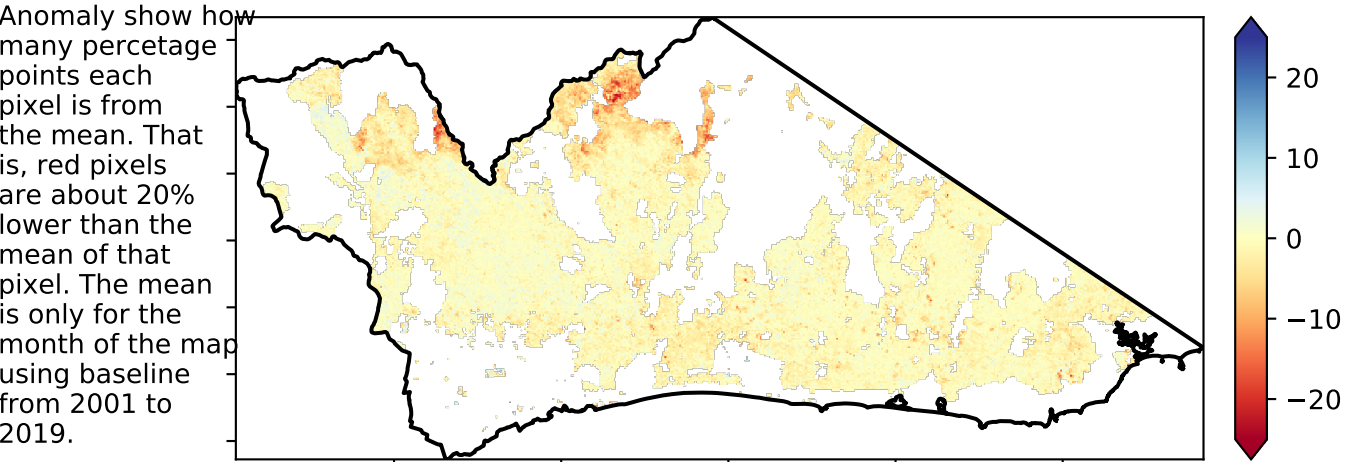 Anomaly show how
many percetage
points each
pixel is from
the mean. That
is, red pixels
are about 20%
lower than the
mean of that
pixel. The mean
is only for the
month of the map
using baseline
from 2001 to
2019.
20
10
0
−10
−20